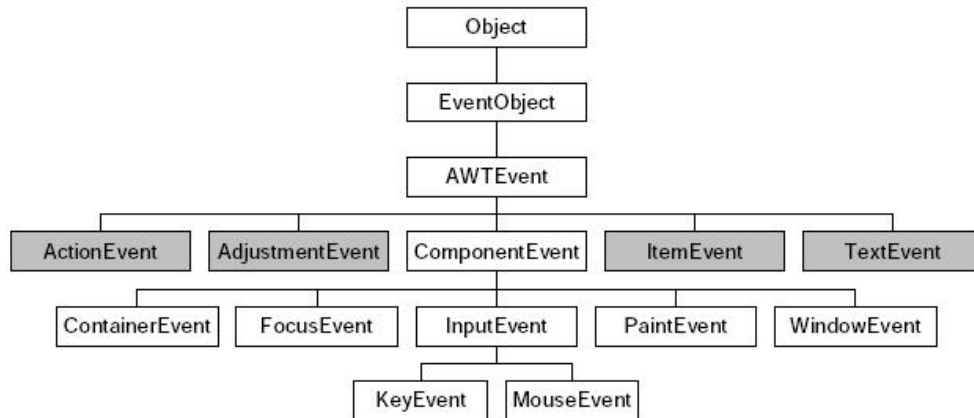 Object
EventObject
AWTEvent
ActionEvent
AdjustmentEvent
ComponentEvent
ItemEvent
TextEvent
ContainerEvent
FocusEvent
InputEvent
PaintEvent
WindowEvent
KeyEvent
MouseEvent